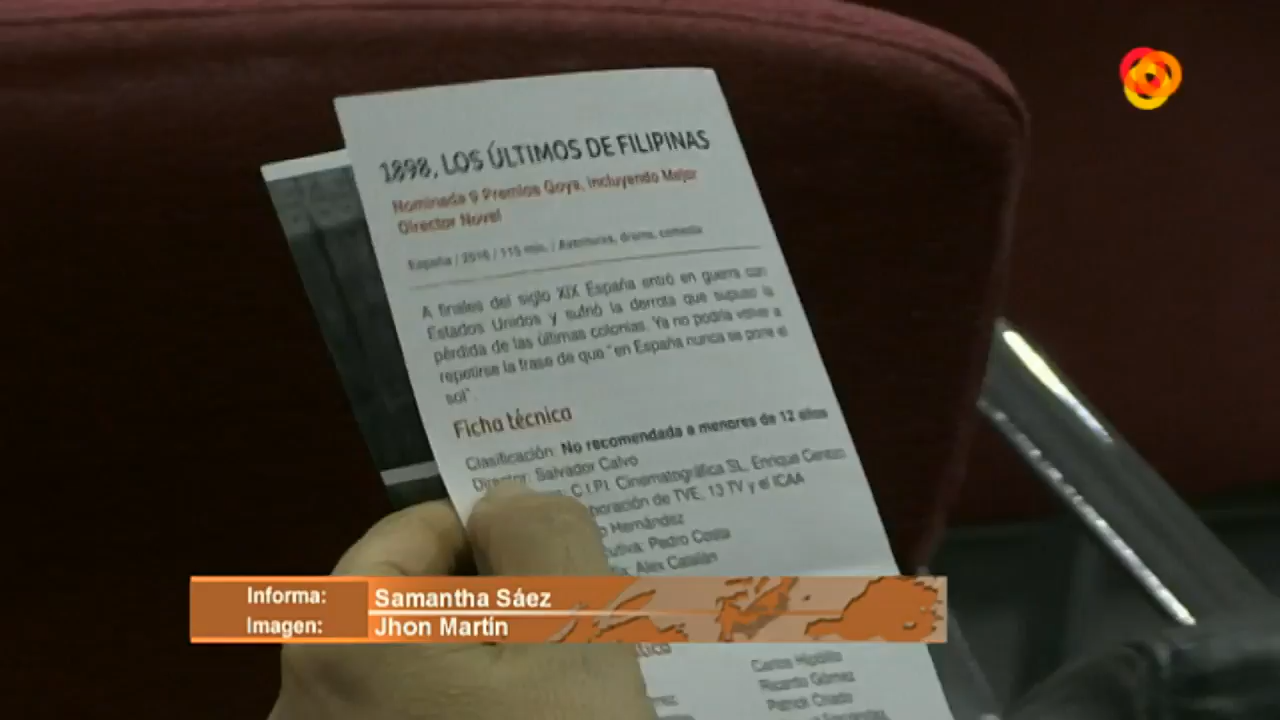 1898, LOS ÚLTIMOS DE FILIPINAS
Nominada 9 Premios Goya, incluyendo Mejor
Director Novel
España / 2016 / 115 min. / Aventuras, drama, comedia
A finales del siglo XIX España entró en guerra con
Estados Unidos y sufrió la derrota que supuso la
pérdida de las últimas colonias. Ya no podría volver a
repetirse la frase de que "en España nunca se pone el
sol".
Ficha técnica
Clasificación: No recomendada a menores de 12 años
Director: Salvador Calvo
C.I.P.I. Cinematográfica SL, Enrique Cerezo
boración de TVE, 13 TV y el ICAA
o Hernández
utiva: Pedro Costa
a: Alex Catalán
Informa: Samantha Sáez
Imagen: Jhon Martín
Carlos Hipólito
Ricardo Gómez
Patrick Criado